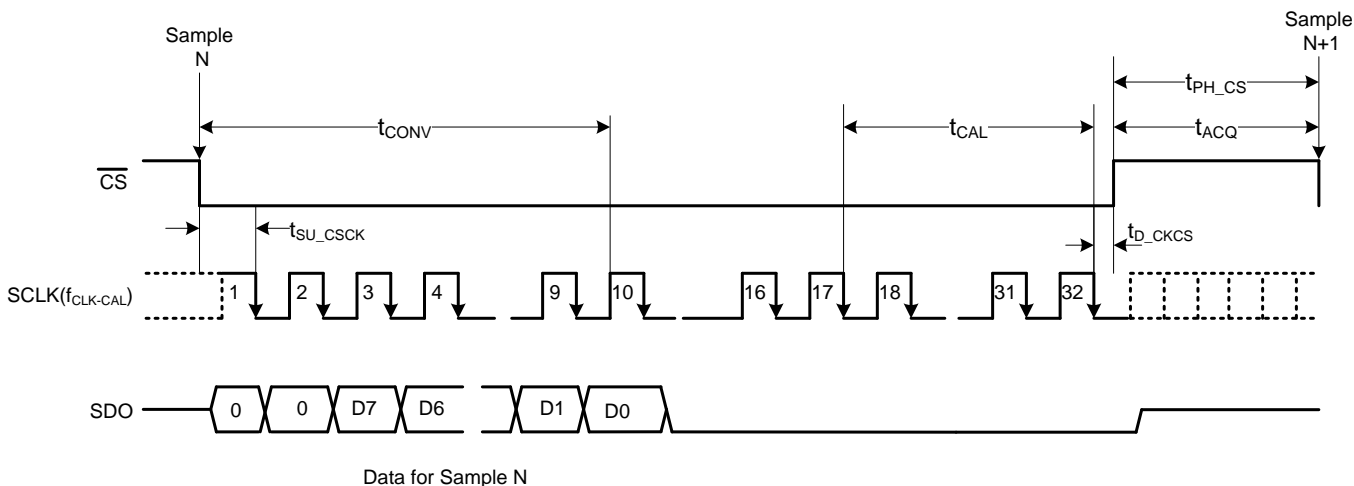 Sample
N
Sample
N+1
tPH_CS
tCONV
tCAL
tACQ
CS
tSU_CSCK
tD_CKCS
SCLK(fCLK-CAL)
1 2 3 4 9 10 16 17 18 31 32
SDO
0 0 D7 D6 D1 D0
Data for Sample N